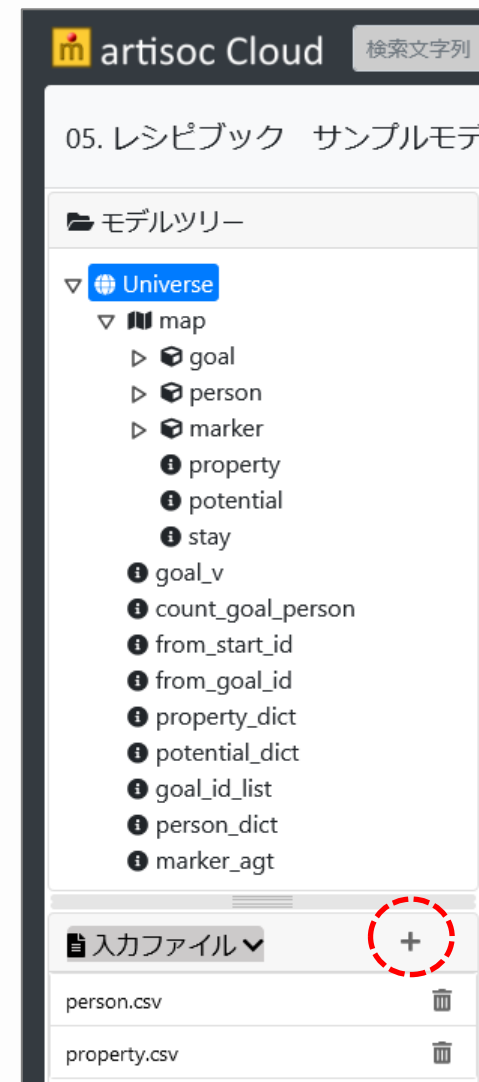 artisoc Cloud
検索文字列
05. レシピブック　サンプルモデ
モデルツリー
Universe
map
goal
person
marker
property
potential
stay
goal_v
count_goal_person
from_start_id
from_goal_id
property_dict
potential_dict
goal_id_list
person_dict
marker_agt
入力ファイル
person.csv
property.csv